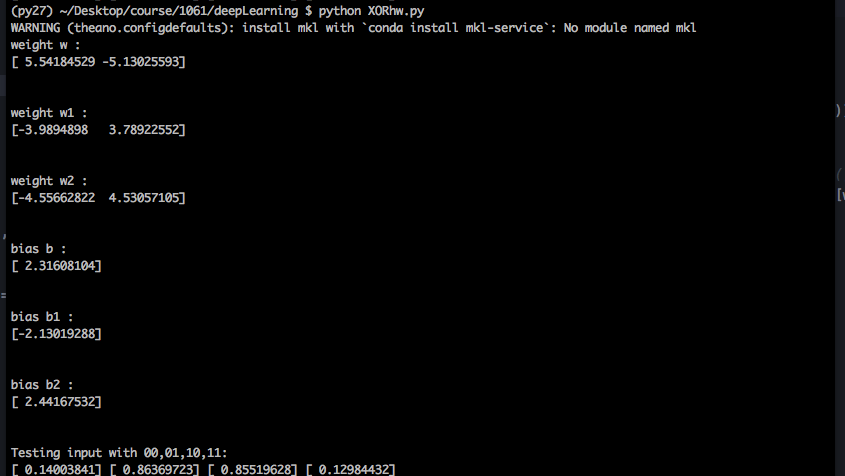 (py27) ~/Desktop/course/1061/deepLearning $ python XORhw.py
WARNING (theano.configdefaults): install mkl with `conda install mkl-service`: No module named mkl
weight w :
[ 5.54184529 -5.13025593]
weight w1 :
[-3.9894898   3.78922552]
weight w2 :
[-4.55662822  4.53057105]
bias b :
[ 2.31608104]
bias b1 :
[-2.13019288]
bias b2 :
[ 2.44167532]
Testing input with 00,01,10,11:
[ 0.14003841] [ 0.86369723] [ 0.85519628] [ 0.12984432]